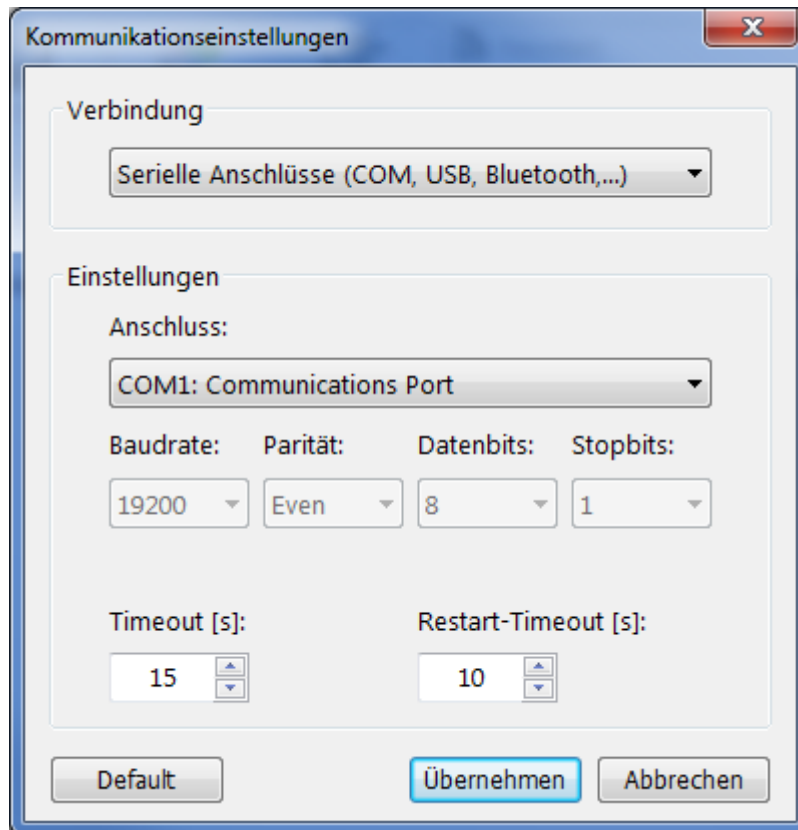 Kommunikationseinstellungen
Verbindung
Serielle Anschlüsse (COM, USB, Bluetooth,...)
Einstellungen
Anschluss:
COM1: Communications Port
Baudrate: Parität: Datenbits: Stopbits:
19200 Even 8 1
Timeout [s]: Restart-Timeout [s]:
15 10
Default Übernehmen Abbrechen